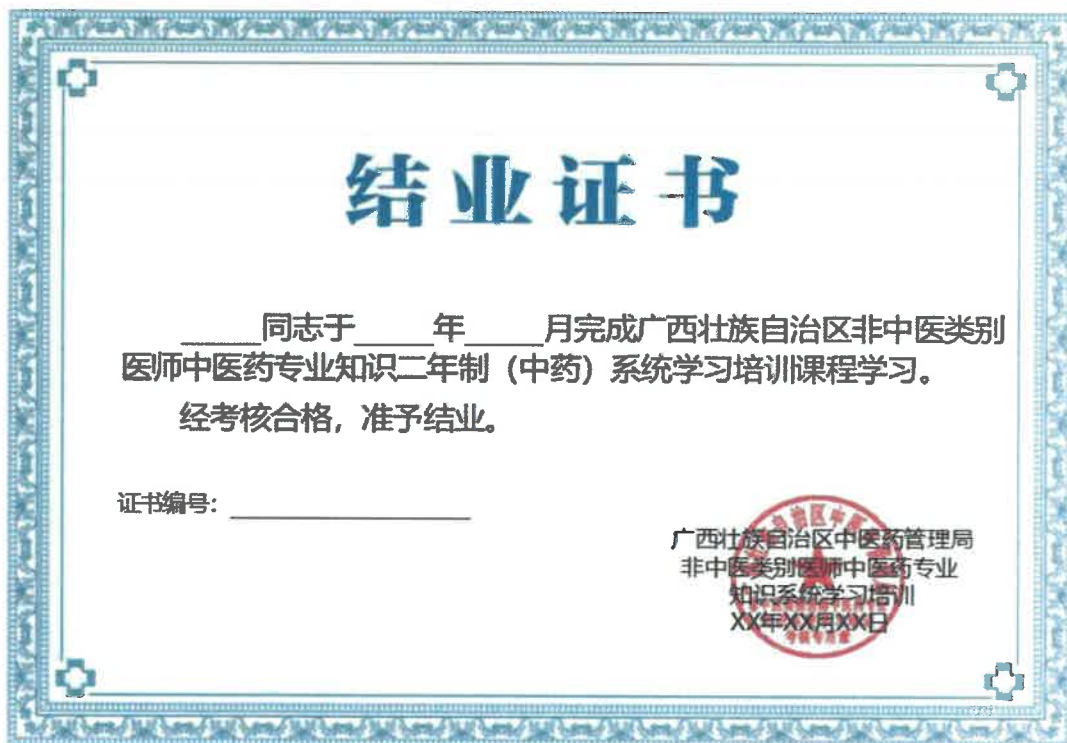 结业证书
_____同志于_____年_____月完成广西壮族自治区非中医类别
医师中医药专业知识二年制（中药）系统学习培训课程学习。
经考核合格，准予结业。
证书编号：_______________
广西壮族自治区中医药管理局
非中医类别医师中医药专业
知识系统学习培训
XX年XX月XX日